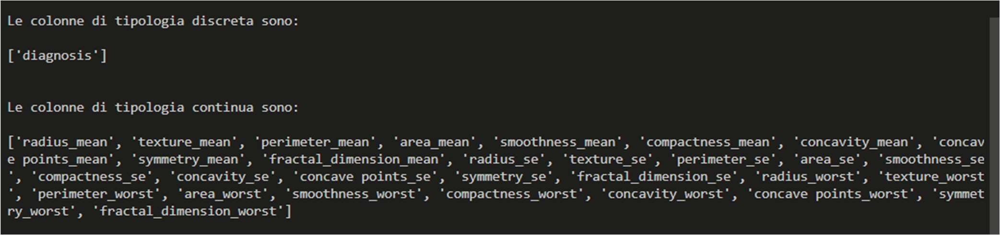 Le colonne di tipologia discreta sono:
['diagnosis']
Le colonne di tipologia continua sono:
['radius_mean', 'texture_mean', 'perimeter_mean', 'area_mean', 'smoothness_mean', 'compactness_mean', 'concavity_mean', 'concav
e points_mean', 'symmetry_mean', 'fractal_dimension_mean', 'radius_se', 'texture_se', 'perimeter_se', 'area_se', 'smoothness_se
', 'compactness_se', 'concavity_se', 'concave points_se', 'symmetry_se', 'fractal_dimension_se', 'radius_worst', 'texture_worst
', 'perimeter_worst', 'area_worst', 'smoothness_worst', 'compactness_worst', 'concavity_worst', 'concave points_worst', 'symmet
ry_worst', 'fractal_dimension_worst']